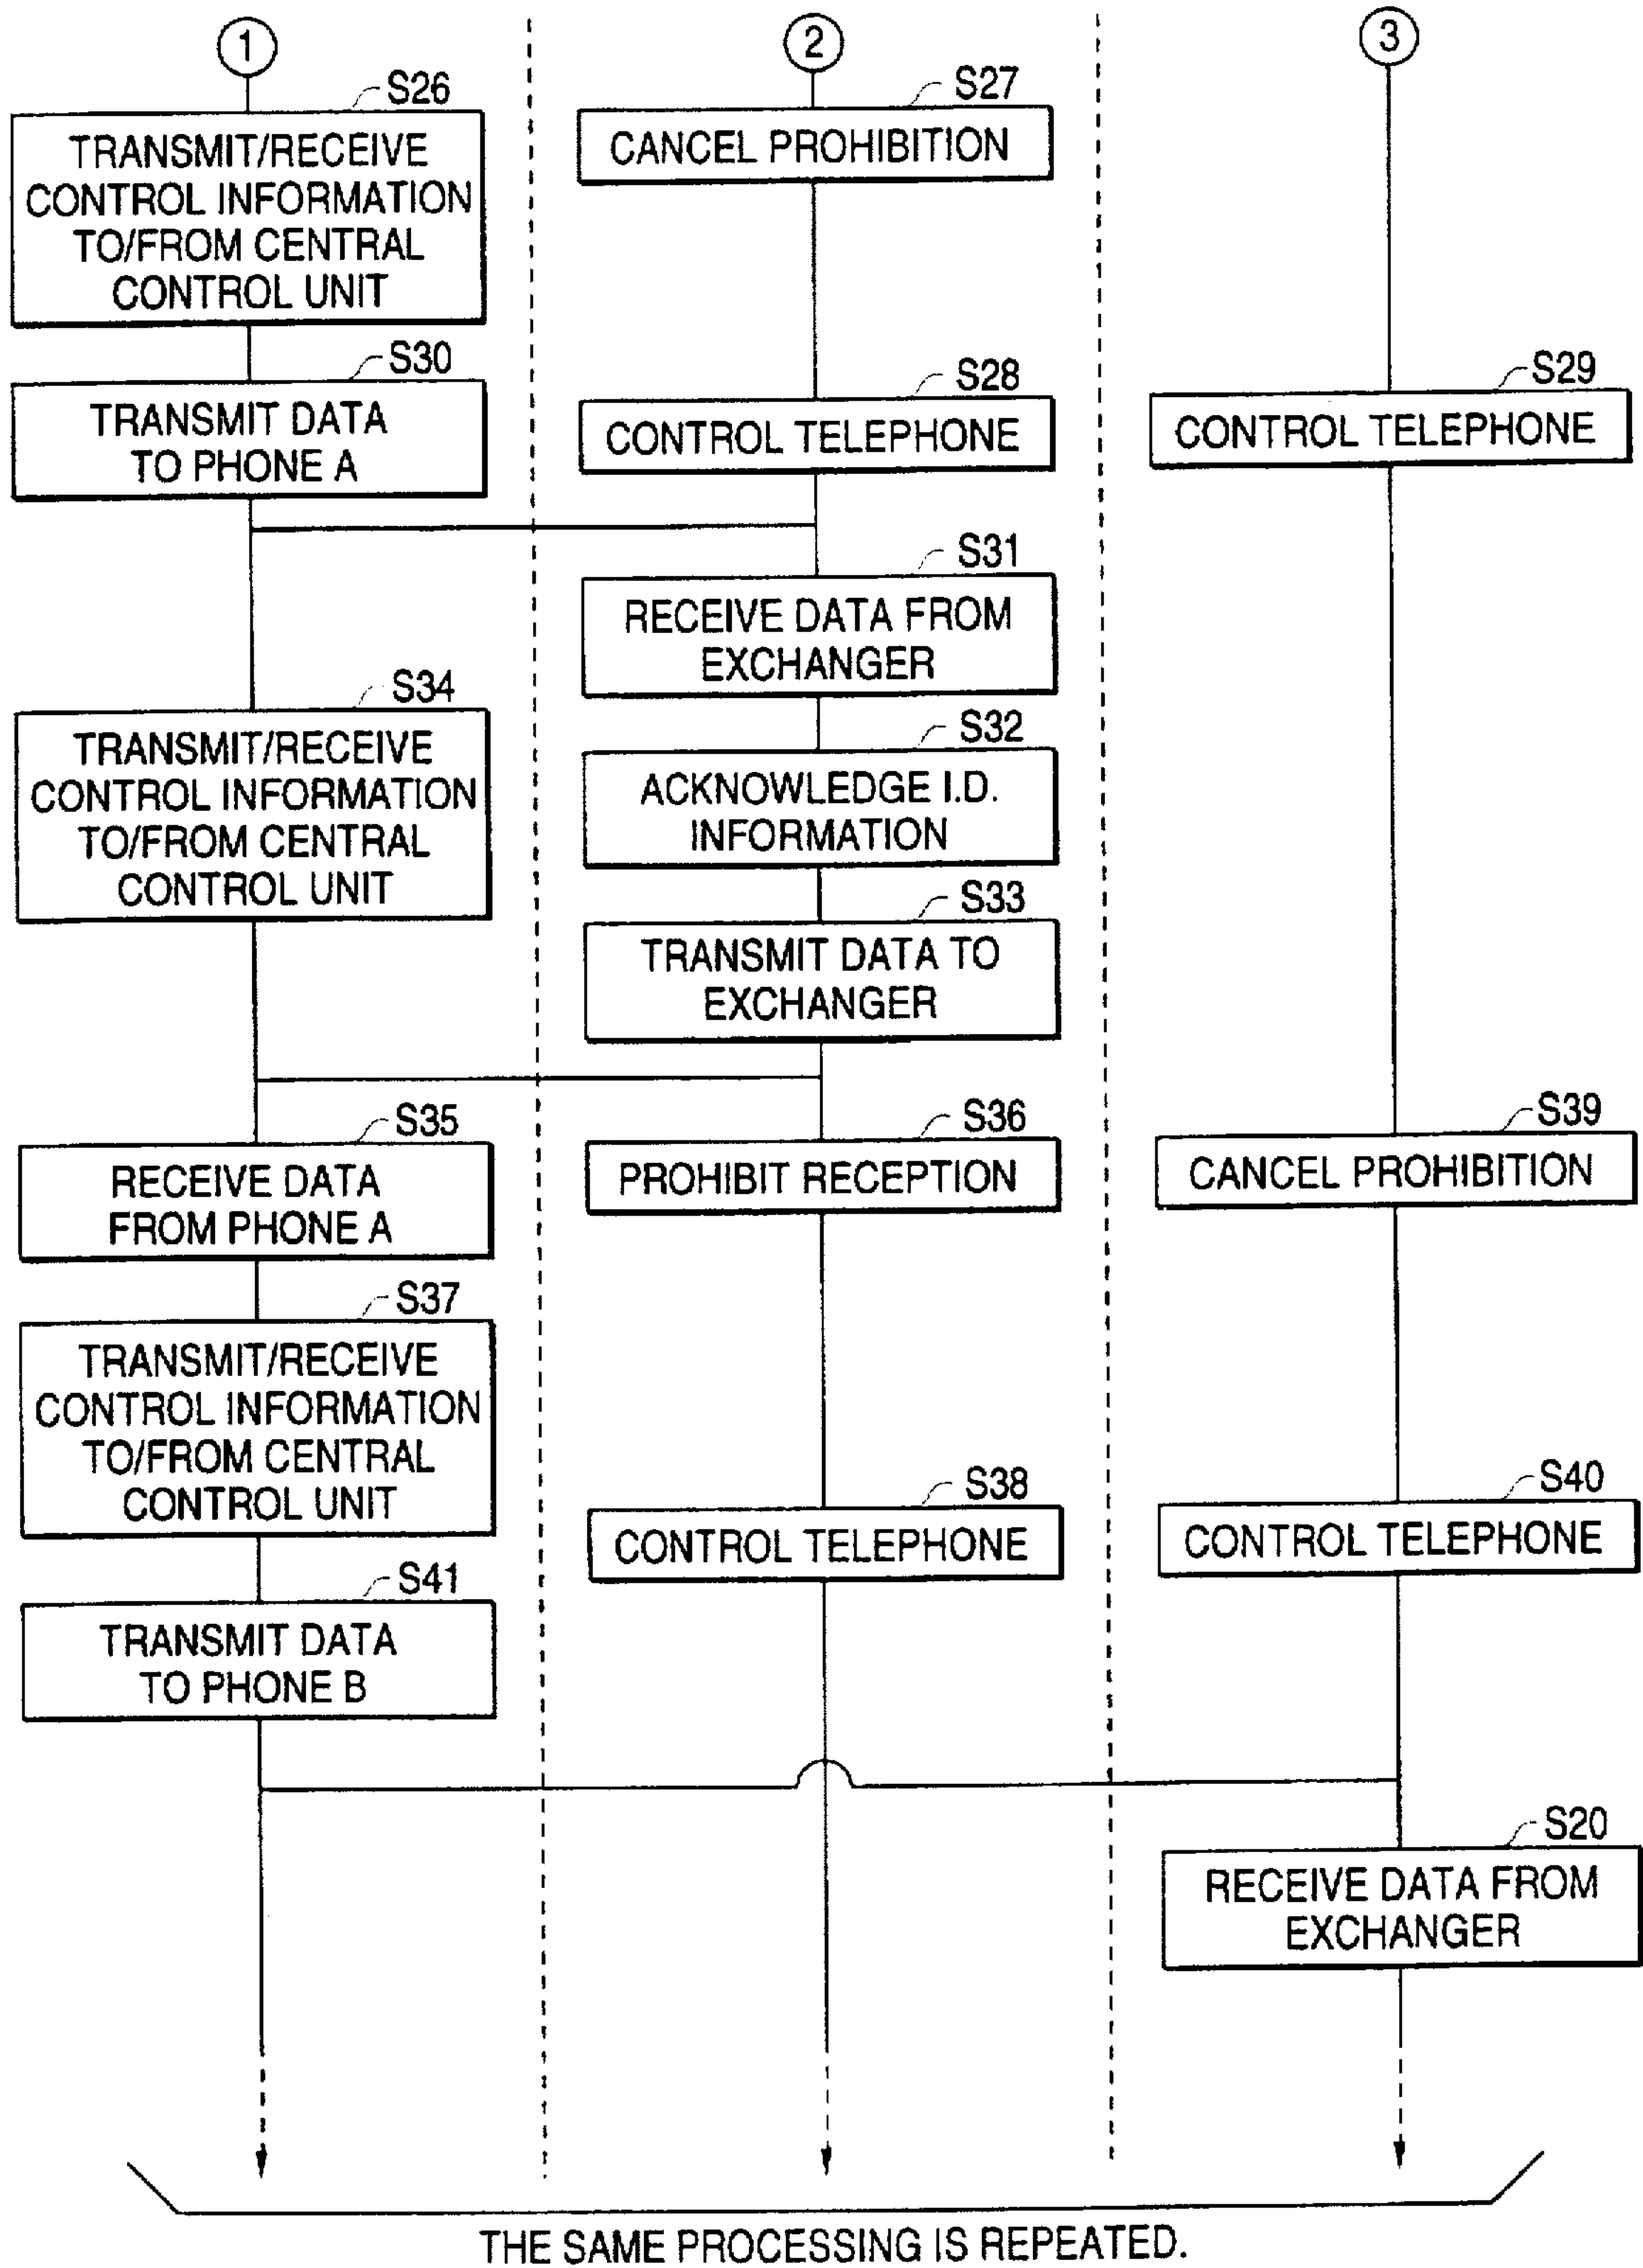 1
2
3
S26
TRANSMIT/RECEIVE
CONTROL INFORMATION
TO/FROM CENTRAL
CONTROL UNIT
S27
CANCEL PROHIBITION
S30
TRANSMIT DATA
TO PHONE A
S28
CONTROL TELEPHONE
S29
CONTROL TELEPHONE
S31
RECEIVE DATA FROM
EXCHANGER
S34
TRANSMIT/RECEIVE
CONTROL INFORMATION
TO/FROM CENTRAL
CONTROL UNIT
S32
ACKNOWLEDGE I.D.
INFORMATION
S33
TRANSMIT DATA TO
EXCHANGER
S35
RECEIVE DATA
FROM PHONE A
S36
PROHIBIT RECEPTION
S39
CANCEL PROHIBITION
S37
TRANSMIT/RECEIVE
CONTROL INFORMATION
TO/FROM CENTRAL
CONTROL UNIT
S38
CONTROL TELEPHONE
S40
CONTROL TELEPHONE
S41
TRANSMIT DATA
TO PHONE B
S20
RECEIVE DATA FROM
EXCHANGER
THE SAME PROCESSING IS REPEATED.